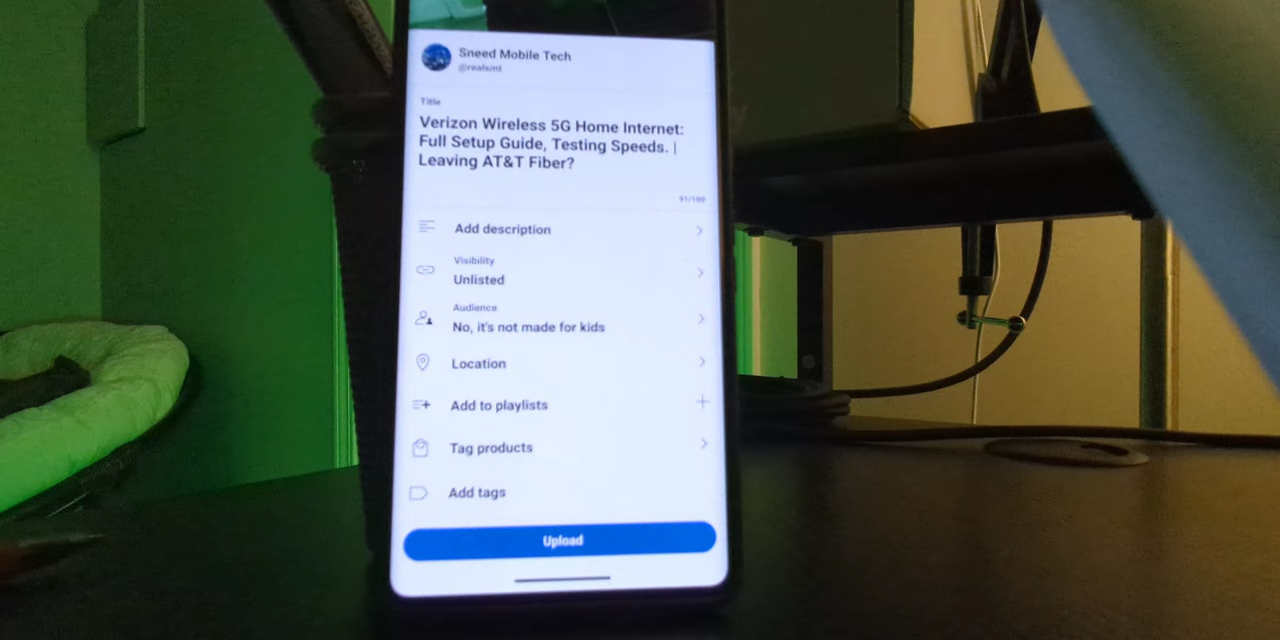 Sneed Mobile Tech
@realsmt
Title
Verizon Wireless 5G Home Internet:
Full Setup Guide, Testing Speeds. |
Leaving AT&T Fiber?
91/100
Add description
Visibility
Unlisted
Audience
No, it's not made for kids
Location
Add to playlists
Tag products
Add tags
Upload